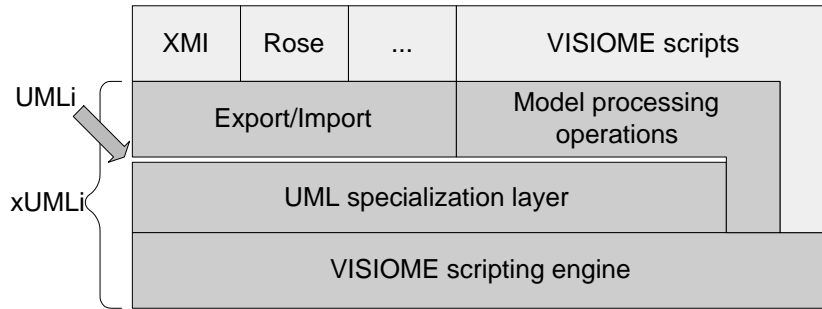 XMI
Rose
...
VISIOME scripts
UMLi
Export/Import
Model processing
operations
xUMLi
UML specialization layer
VISIOME scripting engine